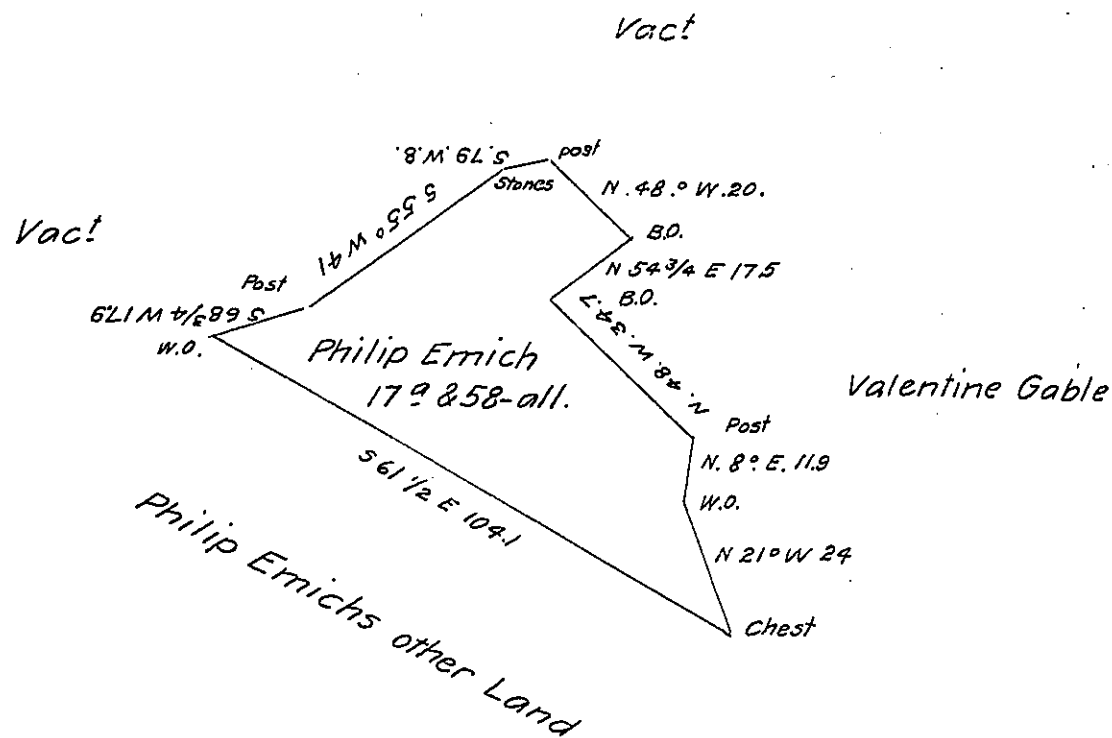 Vac!
S. 79. W. 8.
post
Stones
N. 48.° W. 20.
S 55° W 41
Vac!
B.O.
N 54 3/4 E 17.5
Post
B.O.
S 68 3/4 W 17.9
W.O.
N. 48. W. 34.7
Philip Emich
17 a & 58-all.
Valentine Gable
Post
N. 8° E. 11.9
W.O.
S 61 1/2 E 104.1
N 21° W 24
Philip Emichs other Land
Chest